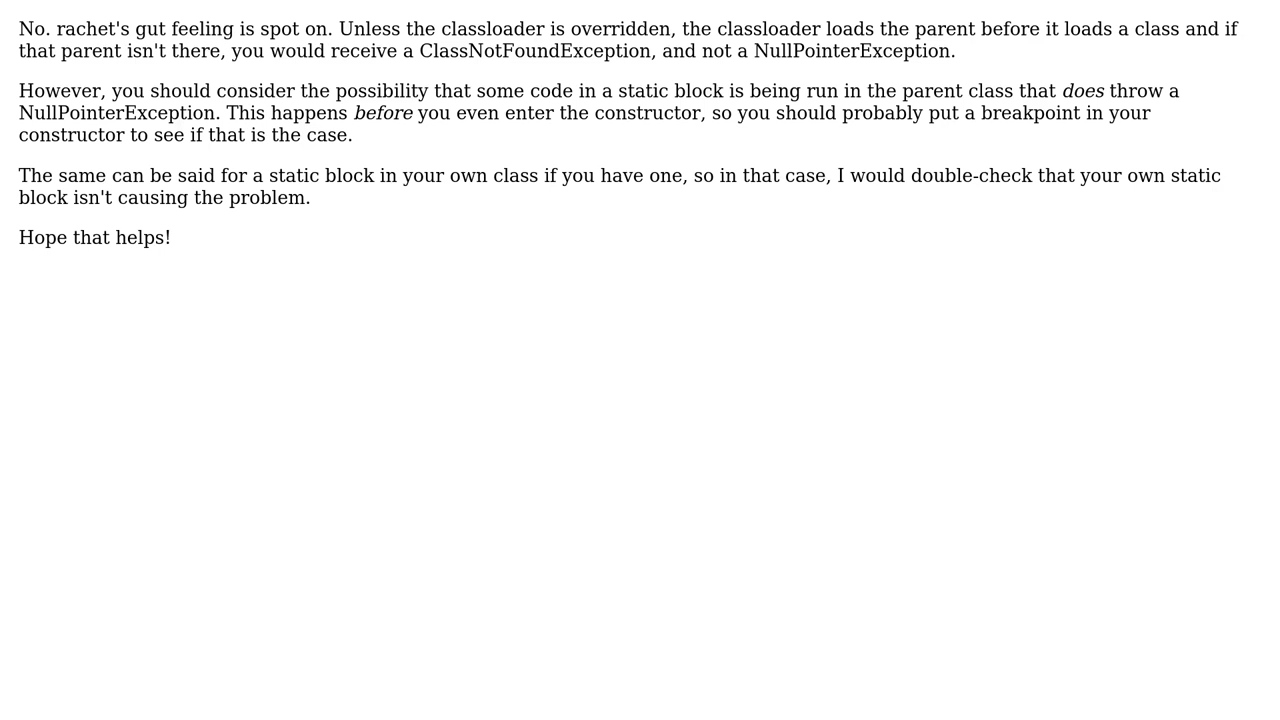 No. rachet's gut feeling is spot on. Unless the classloader is overridden, the classloader loads the parent before it loads a class and if
that parent isn't there, you would receive a ClassNotFoundException, and not a NullPointerException.
However, you should consider the possibility that some code in a static block is being run in the parent class that does throw a
NullPointerException. This happens before you even enter the constructor, so you should probably put a breakpoint in your
constructor to see if that is the case.
The same can be said for a static block in your own class if you have one, so in that case, I would double-check that your own static
block isn't causing the problem.
Hope that helps!